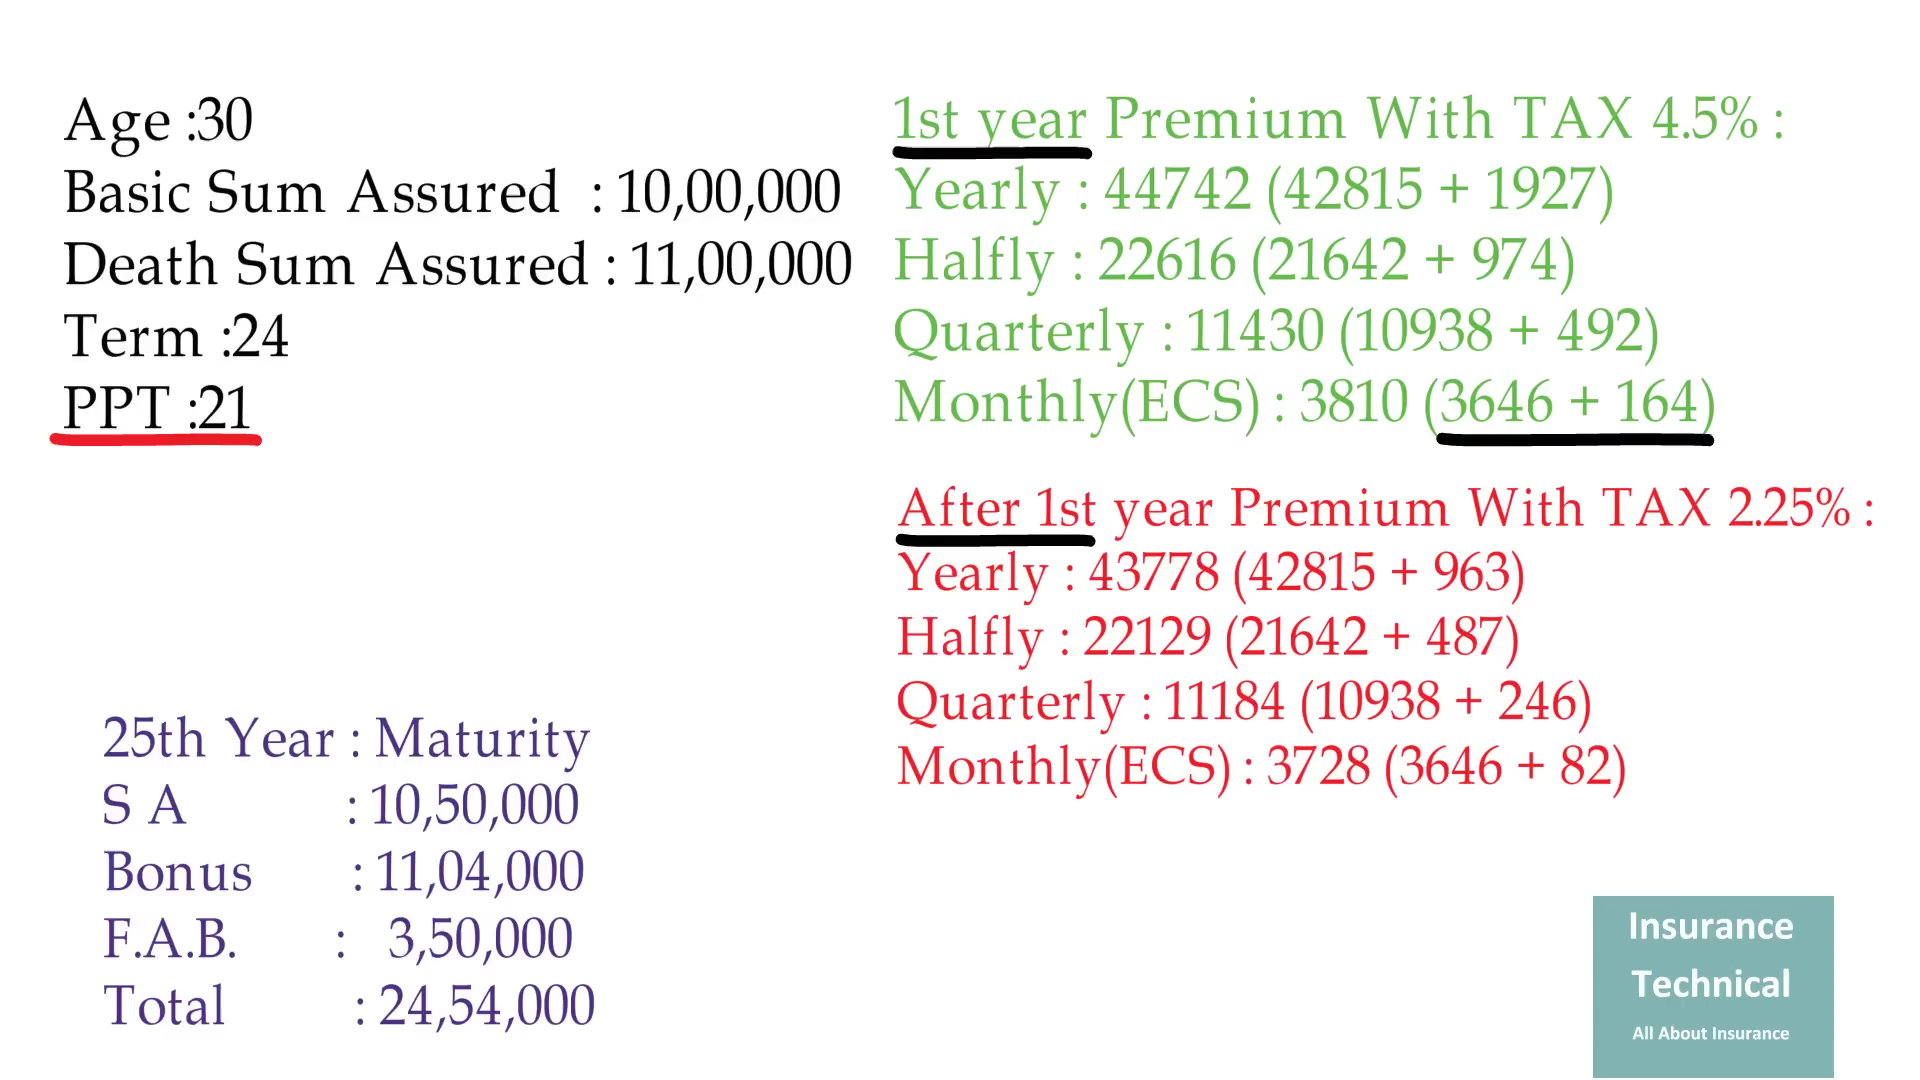 Age :30
Basic Sum Assured : 10,00,000
Death Sum Assured : 11,00,000
Term :24
PPT :21
1st year Premium With TAX 4.5% :
Yearly : 44742 (42815 + 1927)
Halfly : 22616 (21642 + 974)
Quarterly : 11430 (10938 + 492)
Monthly(ECS) : 3810 (3646 + 164)
After 1st year Premium With TAX 2.25% :
Yearly : 43778 (42815 + 963)
Halfly : 22129 (21642 + 487)
Quarterly : 11184 (10938 + 246)
Monthly(ECS) : 3728 (3646 + 82)
25th Year : Maturity
S A : 10,50,000
Bonus : 11,04,000
F.A.B. : 3,50,000
Total : 24,54,000
Insurance
Technical
All About Insurance